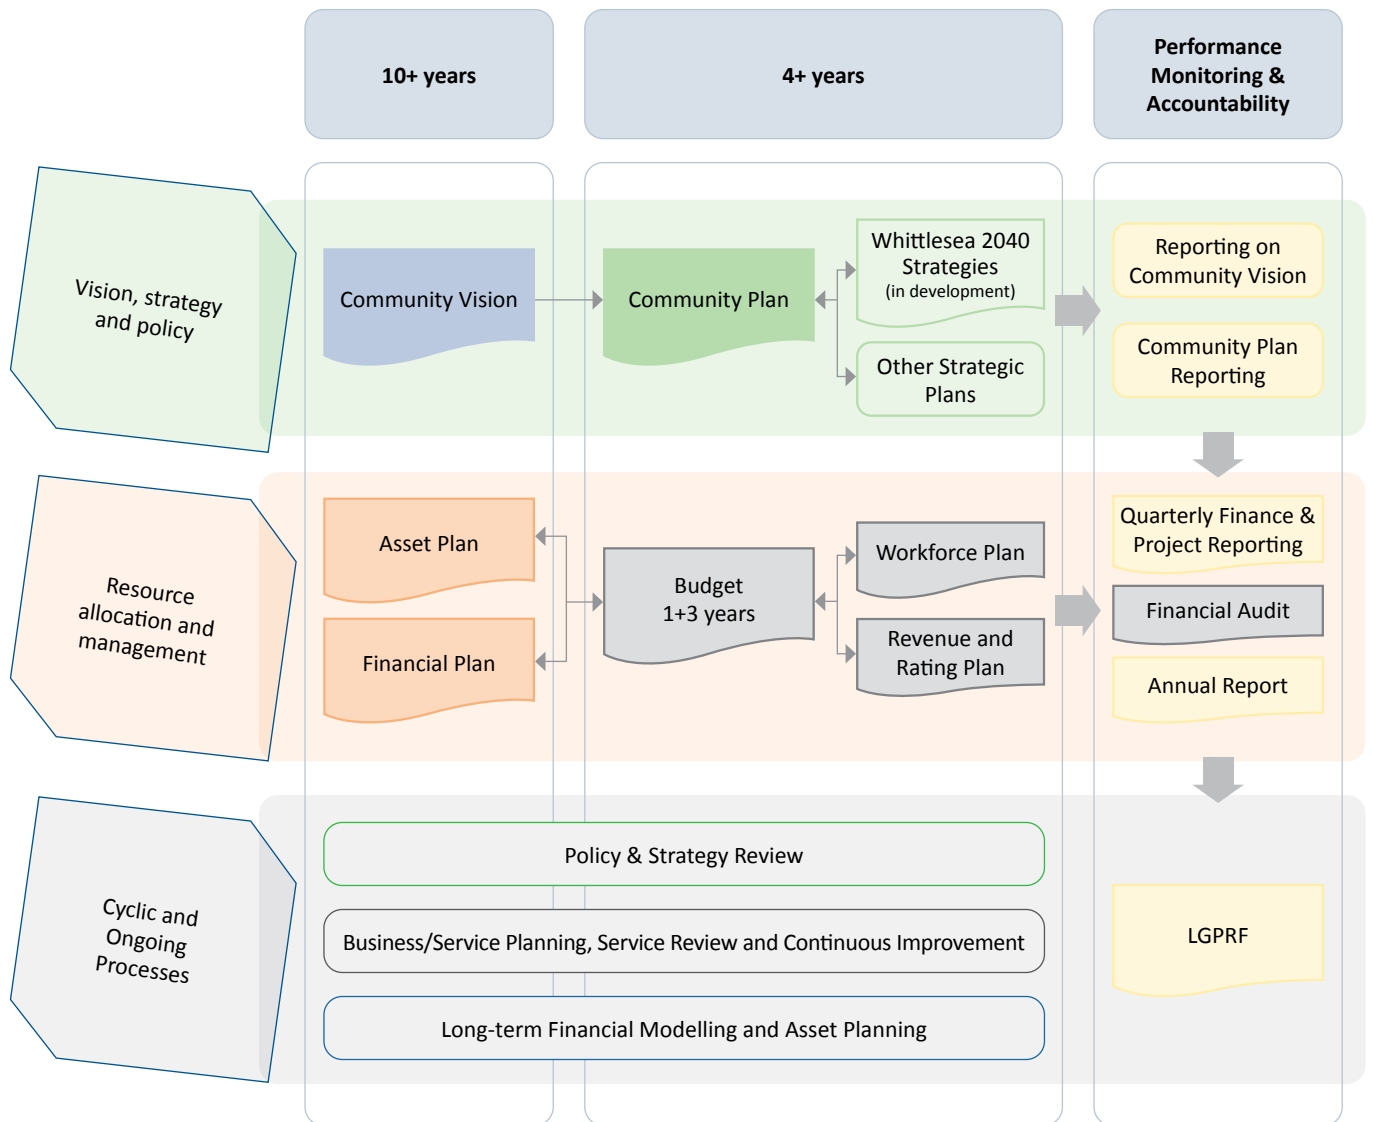 10+ years
4+ years
Performance
Monitoring &
Accountability
Vision, strategy
and policy
Community Vision
Community Plan
Whittlesea 2040
Strategies
(in development)
Other Strategic
Plans
Reporting on
Community Vision
Community Plan
Reporting
Resource
allocation and
management
Asset Plan
Financial Plan
Budget
1+3 years
Workforce Plan
Revenue and
Rating Plan
Quarterly Finance &
Project Reporting
Financial Audit
Annual Report
Cyclic and
Ongoing
Processes
Policy & Strategy Review
Business/Service Planning, Service Review and Continuous Improvement
Long-term Financial Modelling and Asset Planning
LGPRF